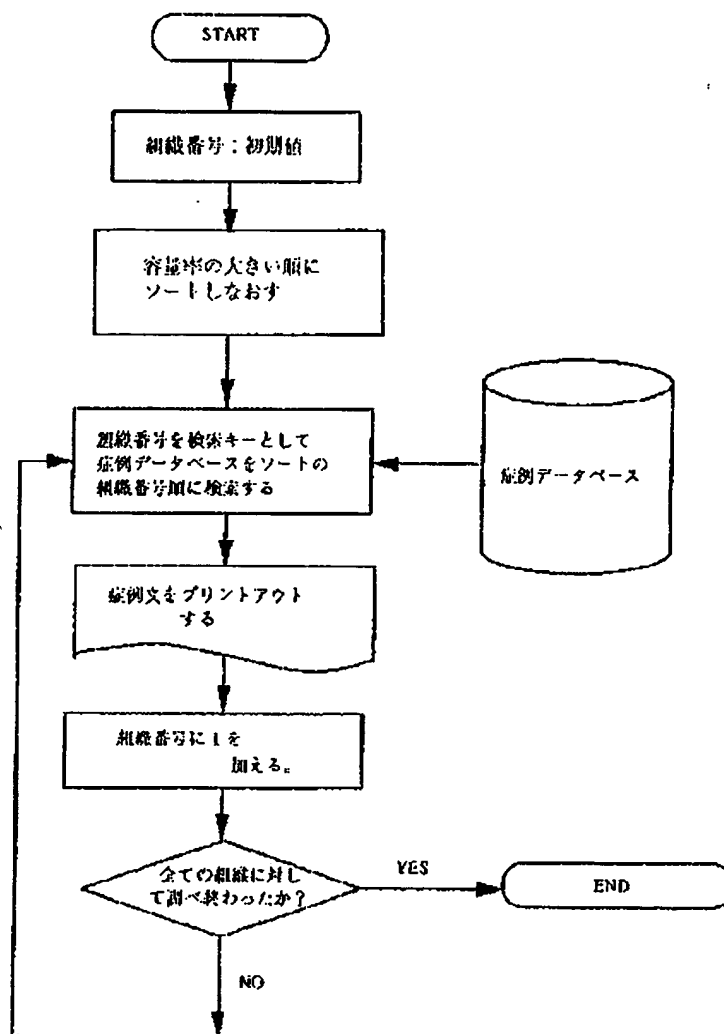 START
組織番号：初期値
容量率の大きい順に
ソートしなおす
組織番号を検索キーとして
症例データベースをソートの
組織番号順に検索する
症例データベース
症例文をプリントアウト
する
組織番号に1を
加える。
全ての組織に対し
て調べ終わったか？
YES
END
NO